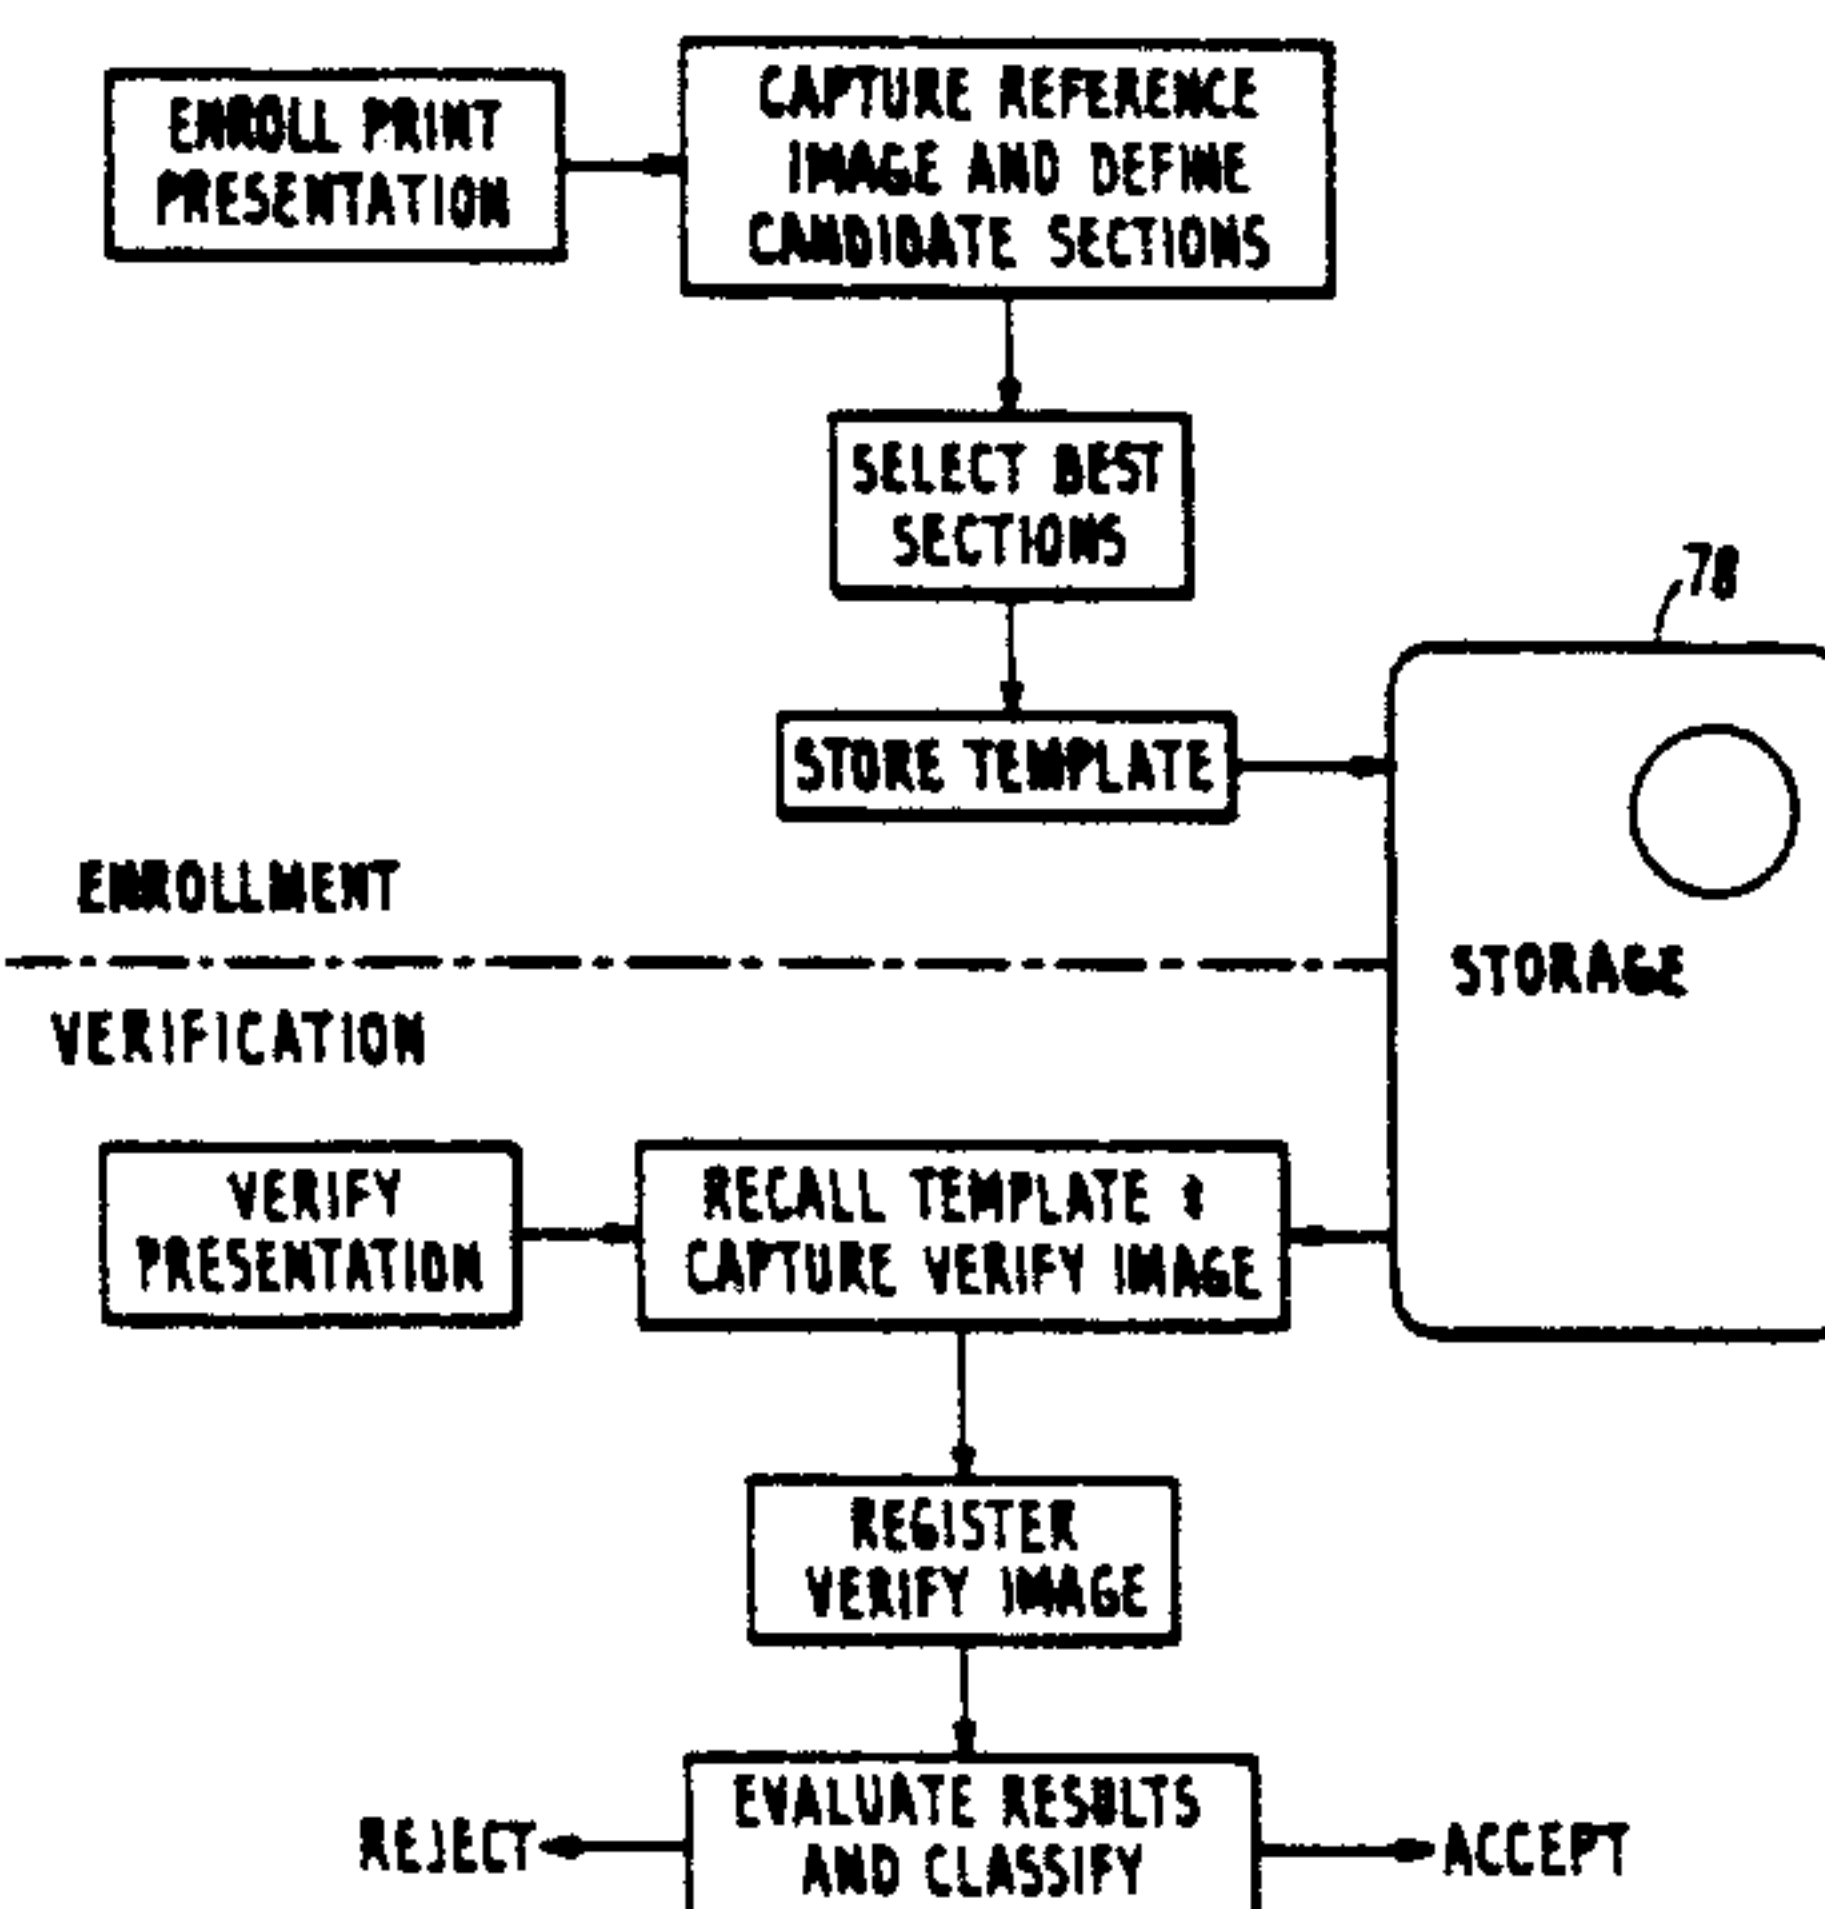 ENROLL PRINT
PRESENTATION
CAPTURE REFERENCE
IMAGE AND DEFINE
CANDIDATE SECTIONS
SELECT BEST
SECTIONS
78
STORE TEMPLATE
ENROLLMENT
STORAGE
VERIFICATION
VERIFY
PRESENTATION
RECALL TEMPLATE &
CAPTURE VERIFY IMAGE
REGISTER
VERIFY IMAGE
EVALUATE RESULTS
AND CLASSIFY
REJECT
ACCEPT